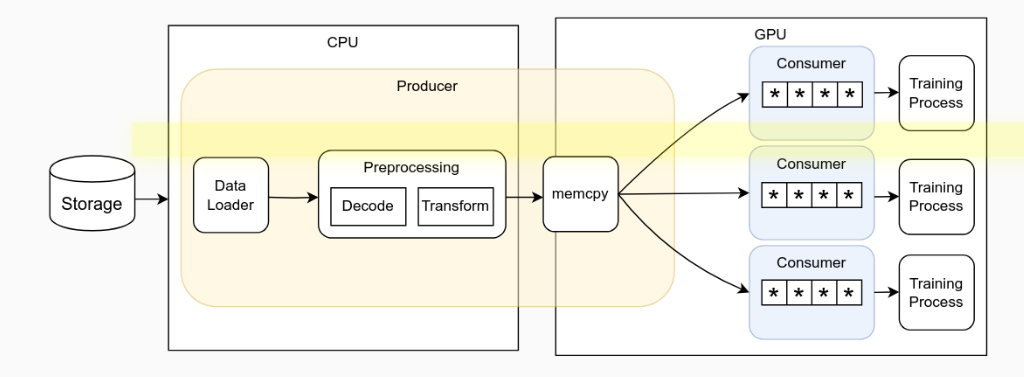 CPU
GPU
Producer
Storage
Data
Loader
Preprocessing
Decode
Transform
memcpy
Consumer
* * * *
Training
Process
Consumer
* * * *
Training
Process
Consumer
* * * *
Training
Process